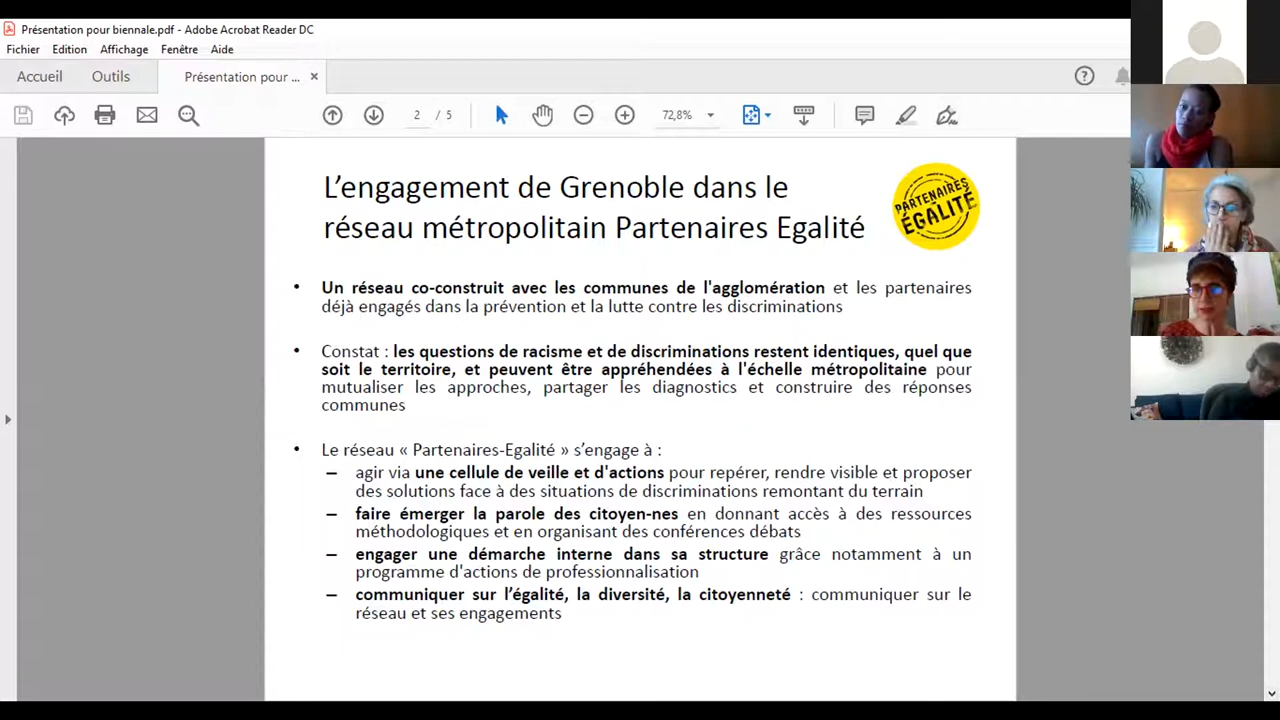 Présentation pour biennale.pdf - Adobe Acrobat Reader DC
Fichier Edition Affichage Fenêtre Aide
Accueil Outils Présentation pour ... ×
2 / 5 72,8%
L’engagement de Grenoble dans le
réseau métropolitain Partenaires Egalité
PARTENAIRES
ÉGALITÉ
• Un réseau co-construit avec les communes de l'agglomération et les partenaires
déjà engagés dans la prévention et la lutte contre les discriminations
• Constat : les questions de racisme et de discriminations restent identiques, quel que
soit le territoire, et peuvent être appréhendées à l'échelle métropolitaine pour
mutualiser les approches, partager les diagnostics et construire des réponses
communes
• Le réseau « Partenaires-Egalité » s’engage à :
– agir via une cellule de veille et d'actions pour repérer, rendre visible et proposer
des solutions face à des situations de discriminations remontant du terrain
– faire émerger la parole des citoyen-nes en donnant accès à des ressources
méthodologiques et en organisant des conférences débats
– engager une démarche interne dans sa structure grâce notamment à un
programme d'actions de professionnalisation
– communiquer sur l’égalité, la diversité, la citoyenneté : communiquer sur le
réseau et ses engagements